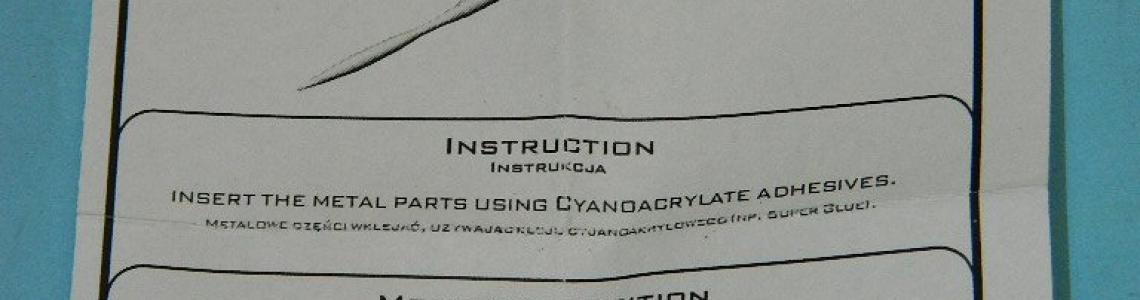 INSTRUCTION
INSTRUKCJA
INSERT THE METAL PARTS USING CYANOACRYLATE ADHESIVES.
METALOWE CZĘŚCI WKLEJAĆ, UŻYWAJĄC KLEJU CYJANOAKRYLOWEGO (NP. SUPER GLUE).